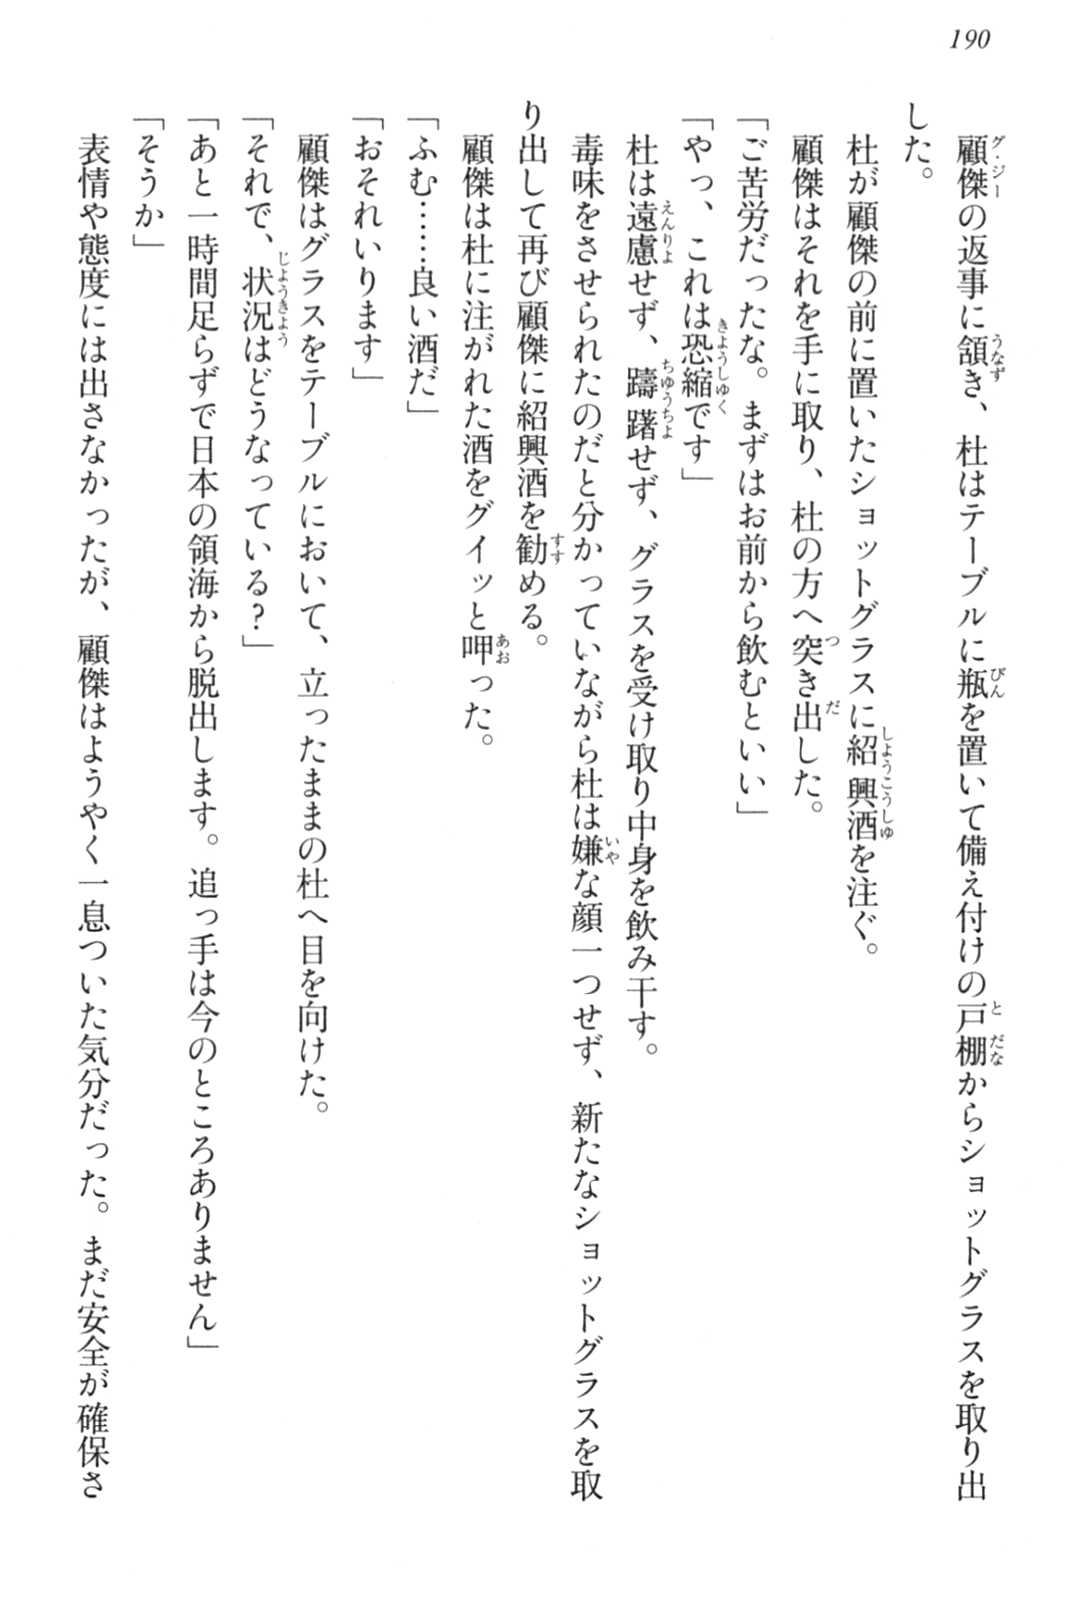 190
顧傑の返事に頷き、杜はテーブルに瓶を置いて備え付けの戸棚からショットグラスを取り出
した。
杜が顧傑の前に置いたショットグラスに紹興酒を注ぐ。
顧傑はそれを手に取り、杜の方へ突き出した。
「ご苦労だったな。まずはお前から飲むといい」
「やっ、これは恐縮です」
杜は遠慮せず、躊躇せず、グラスを受け取り中身を飲み干す。
毒味をさせられたのだと分かっていながら杜は嫌な顔一つせず、新たなショットグラスを取
り出して再び顧傑に紹興酒を勧める。
顧傑は杜に注がれた酒をグイッと呷った。
「ふむ……良い酒だ」
「おそれいります」
顧傑はグラスをテーブルにおいて、立ったままの杜へ目を向けた。
「それで、状況はどうなっている?」
「あと一時間足らずで日本の領海から脱出します。追っ手は今のところありません」
「そうか」
表情や態度には出さなかったが、顧傑はようやく一息ついた気分だった。まだ安全が確保さ